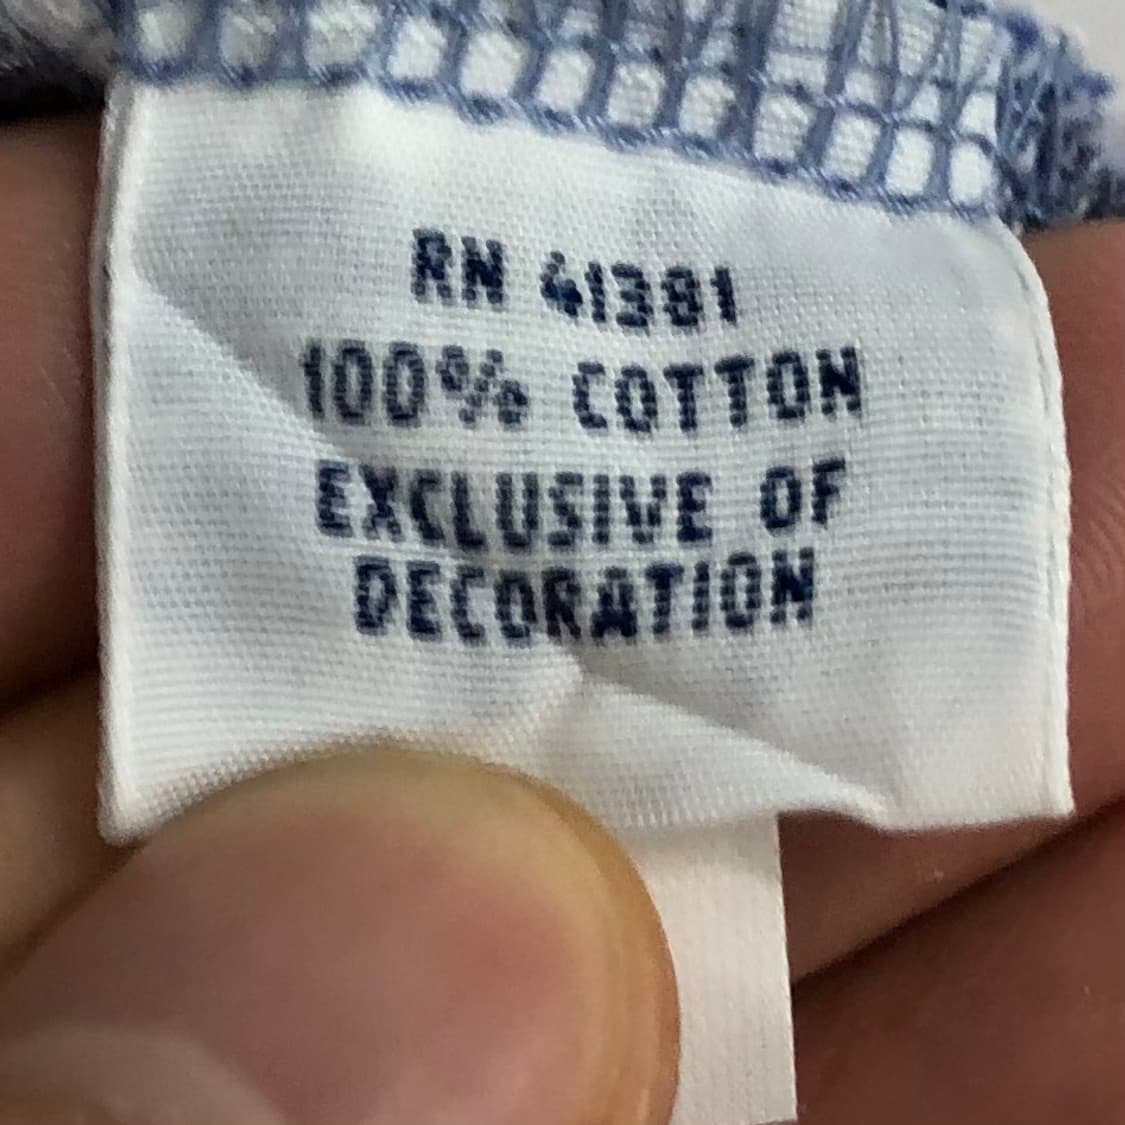 RN 41381
100% COTTON
EXCLUSIVE OF
DECORATION